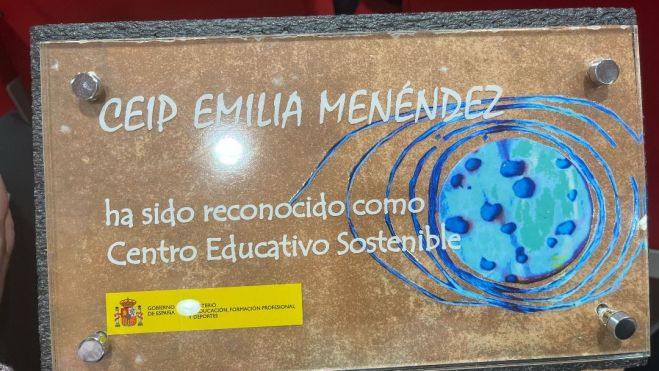 CEIP EMILIA MENÉNDEZ
ha sido reconocido como
Centro Educativo Sostenible
GOBIERNO
DE ESPAÑA
EDUCACIÓN, FORMACIÓN PROFESIONAL
Y DEPORTES